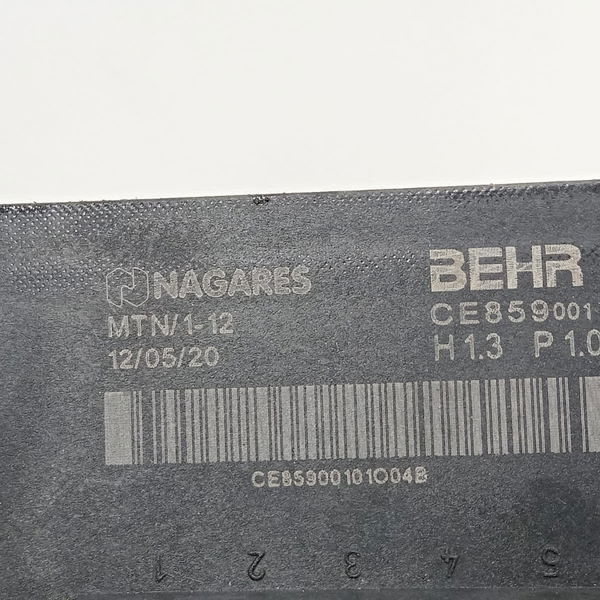 NAGARES
MTN/1-12
12/05/20
BEHR
CE859001
H1.3 P1.0
CE85900101004B
1 2 3 4 5